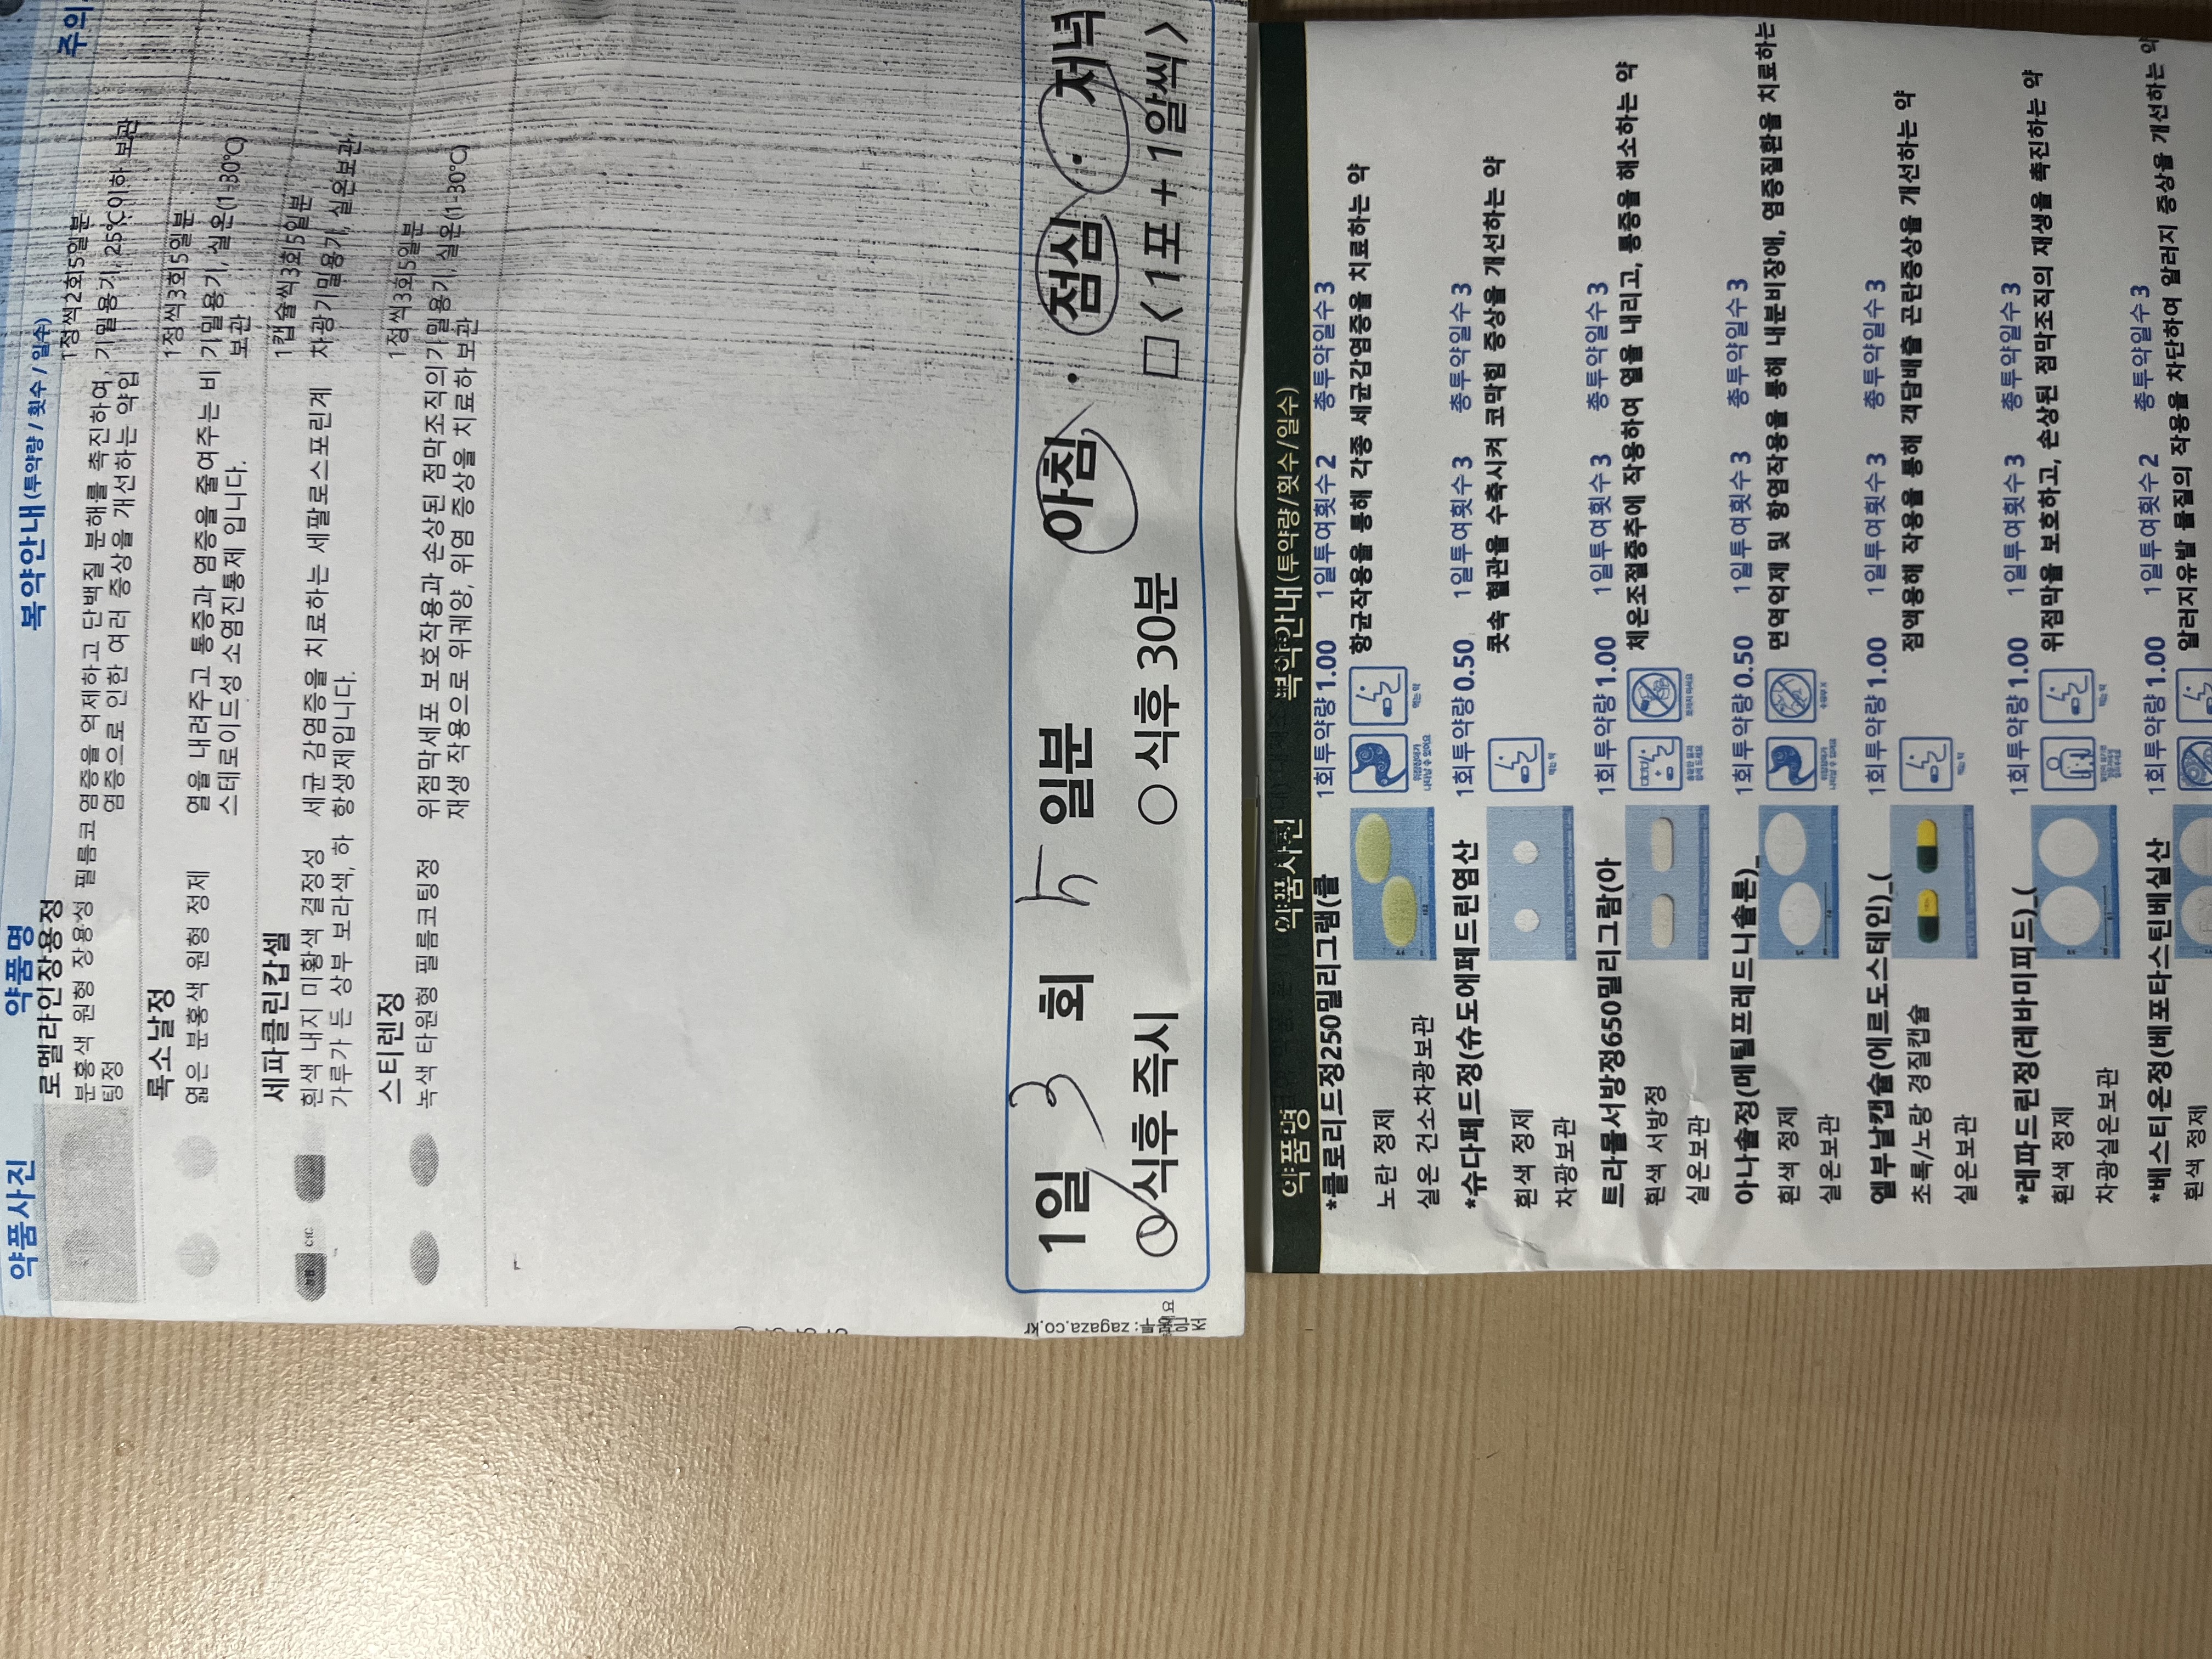 약품사진
약품명
복약안내 (투약량 / 횟수 / 일수)
주의
로멜라인장용정
1정씩2회5일분
분홍색 원형 장용성 필름코
팅정
염증을 억제하고 단백질 분해를 촉진하여,
염증으로 인한 여러 증상을 개선하는 약입
기밀용기, 25℃이하 보관
록소날정
1정씩3회5일분
엷은 분홍색 원형 정제
열을 내려주고 통증과 염증을 줄여주는 비
스테로이드성 소염진통제 입니다.
기밀용기, 실온(1-30℃)
보관
세파클린캅셀
1캡슐씩3회5일분
흰색 내지 미황색 결정성
가루가 든 상부 보라색, 하
세균 감염증을 치료하는 세팔로스포린계
항생제입니다.
차광기밀용기, 실온보관,
스티렌정
1정씩3회5일분
녹색 타원형 필름코팅정
위점막세포 보호작용과 손상된 점막조직의
재생 작용으로 위궤양, 위염 증상을 치료하
기밀용기, 실온(1-30℃)
보관
1일 3 회 5 일분 아침 · 점심 · 저녁
식후 즉시 식후 30분 <1포 + 1알씩>
zagaza.co.kr
약품명
약품사진
복약안내(투약량/횟수/일수)
*클로리드정250밀리그램(클
1회투약량 1.00 1일투여횟수 2 총투약일수 3
노란 정제
실온 건소차광보관
항균작용을 통해 각종 세균감염증을 치료하는 약
*슈다페드정(슈도에페드린염산
1회투약량 0.50 1일투여횟수 3 총투약일수 3
흰색 정제
차광보관
콧속 혈관을 수축시켜 코막힘 증상을 개선하는 약
트라몰서방정650밀리그람(아
1회투약량 1.00 1일투여횟수 3 총투약일수 3
흰색 서방정
실온보관
체온조절중추에 작용하여 열을 내리고, 통증을 해소하는 약
아나솔정(메틸프레드니솔론)_
1회투약량 0.50 1일투여횟수 3 총투약일수 3
흰색 정제
실온보관
면역억제 및 항염작용을 통해 내분비장애, 염증질환을 치료하는
엘부날캡슐(에르도스테인)_(
1회투약량 1.00 1일투여횟수 3 총투약일수 3
초록/노랑 경질캡슐
실온보관
점액용해 작용을 통해 객담배출 곤란증상을 개선하는 약
*레파드린정(레바미피드)_(
1회투약량 1.00 1일투여횟수 3 총투약일수 3
흰색 정제
차광실온보관
위점막을 보호하고, 손상된 점막조직의 재생을 촉진하는 약
*베스티온정(베포타스틴베실산
1회투약량 1.00 1일투여횟수 2 총투약일수 3
흰색 정제
알러지유발 물질의 작용을 차단하여 알러지 증상을 개선하는 약